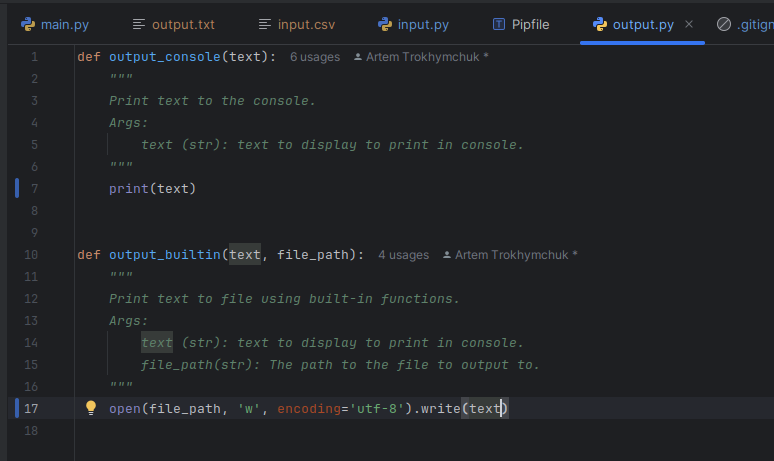 main.py output.txt input.csv input.py Pipfile output.py .gitign
1 def output_console(text): 6 usages Artem Trokhymchuk *
2 """
3 Print text to the console.
4 Args:
5 text (str): text to display to print in console.
6 """
7 print(text)
8
9
10 def output_builtin(text, file_path): 4 usages Artem Trokhymchuk *
11 """
12 Print text to file using built-in functions.
13 Args:
14 text (str): text to display to print in console.
15 file_path(str): The path to the file to output to.
16 """
17 open(file_path, 'w', encoding='utf-8').write(text)
18